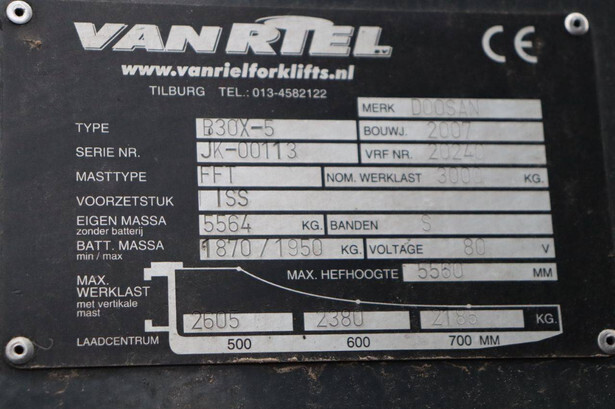 VAN RIEL B.V.
www.vanrielforklifts.nl
TILBURG TEL.: 013-4582122
CE
MERK DOOSAN
TYPE B30X-5 BOUWJ. 2007
SERIE NR. JK-00113 VRF NR.
MASTTYPE FFT NOM. WERKLAST KG.
VOORZETSTUK ISS
EIGEN MASSA zonder batterij 5564 KG. BANDEN S
BATT. MASSA min / max 1870/1950 KG. VOLTAGE 80 V
MAX. HEFHOOGTE 5560 MM
MAX.
WERKLAST
met vertikale
mast 2605 2380 KG.
LAADCENTRUM 500 600 700 MM